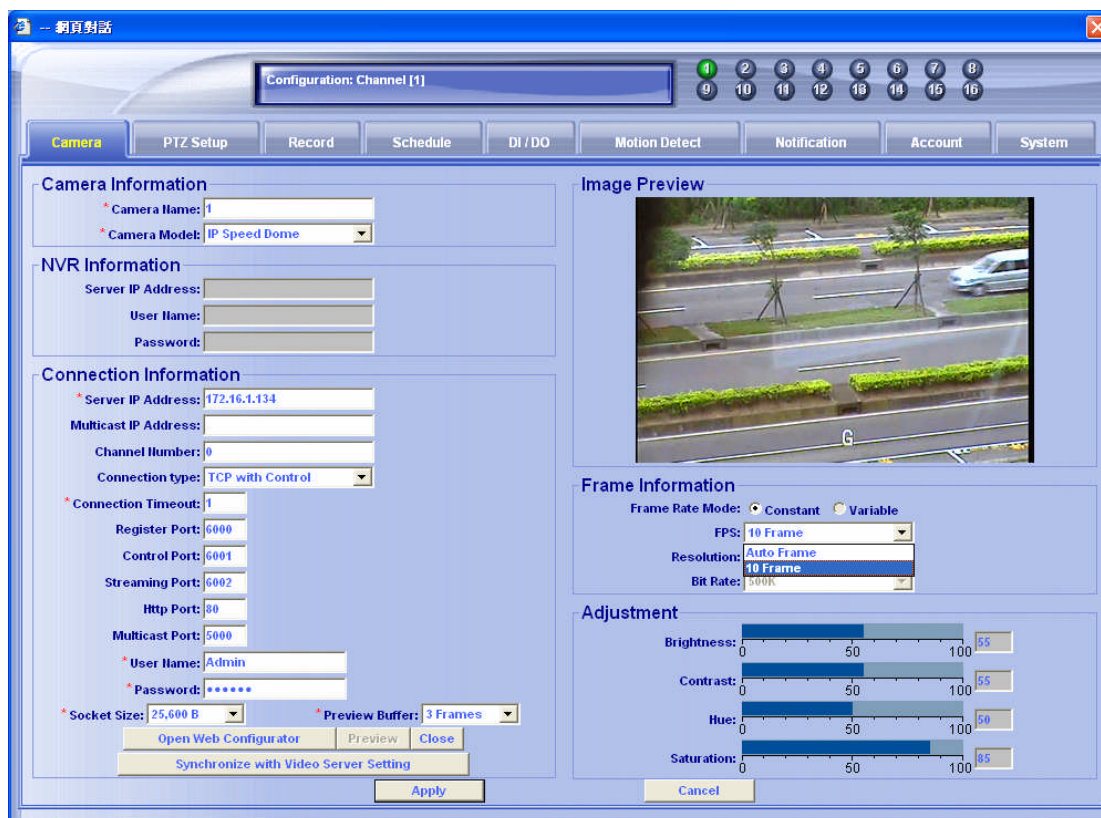 -- 網頁對話
Configuration: Channel [1]
1 2 3 4 5 6 7 8
9 10 11 12 13 14 15 16
Camera PTZ Setup Record Schedule DI / DO Motion Detect Notification Account System
Camera Information
* Camera Name: 1
* Camera Model: IP Speed Dome
NVR Information
Server IP Address:
User Name:
Password:
Connection Information
* Server IP Address: 172.16.1.134
Multicast IP Address:
Channel Number: 0
Connection type: TCP with Control
* Connection Timeout: 1
Register Port: 6000
Control Port: 6001
Streaming Port: 6002
Http Port: 80
Multicast Port: 5000
* User Name: Admin
* Password: ••••••
* Socket Size: 25,600 B * Preview Buffer: 3 Frames
Open Web Configurator Preview Close
Synchronize with Video Server Setting
Apply
Image Preview
G
Frame Information
Frame Rate Mode: Constant Variable
FPS: 10 Frame
Auto Frame
10 Frame
Resolution:
Bit Rate: 500K
Adjustment
Brightness: 0 50 100 55
Contrast: 0 50 100 55
Hue: 0 50 100 50
Saturation: 0 50 100 85
Cancel